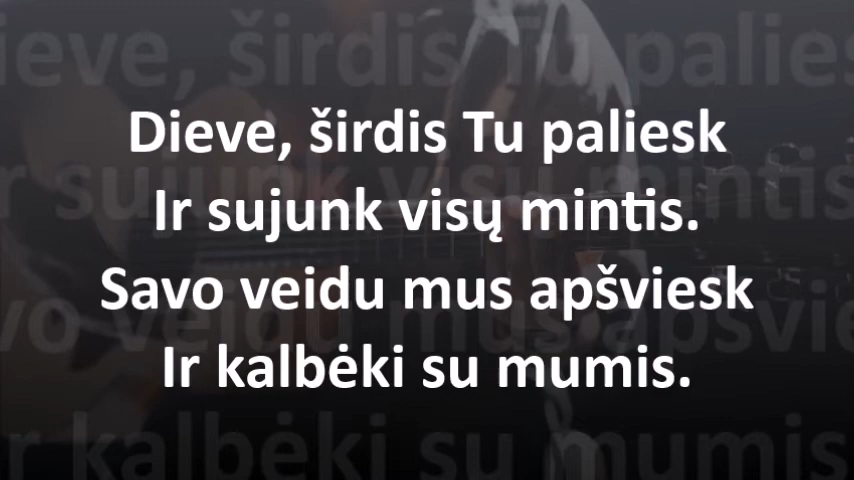 Dieve, širdis Tu paliesk
Ir sujunk visų mintis.
Savo veidu mus apšviesk
Ir kalbėki su mumis.